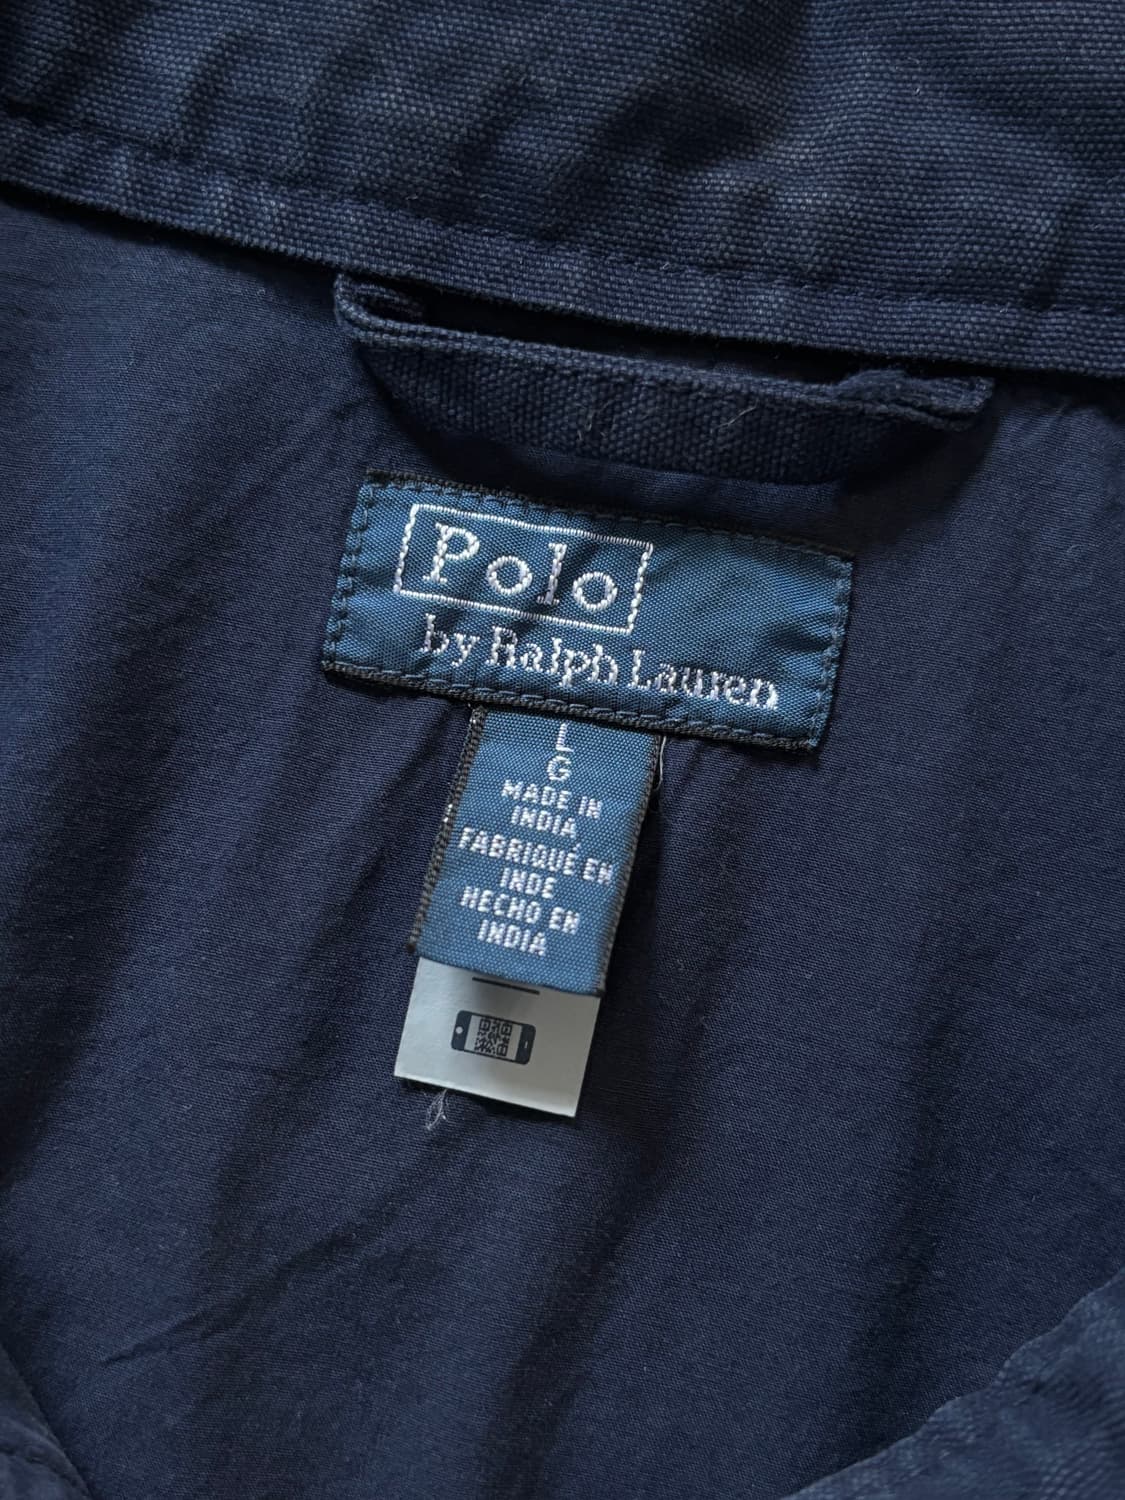 Polo
by Ralph Lauren
L
G
MADE IN
INDIA
FABRIQUÉ EN
INDE
HECHO EN
INDIA